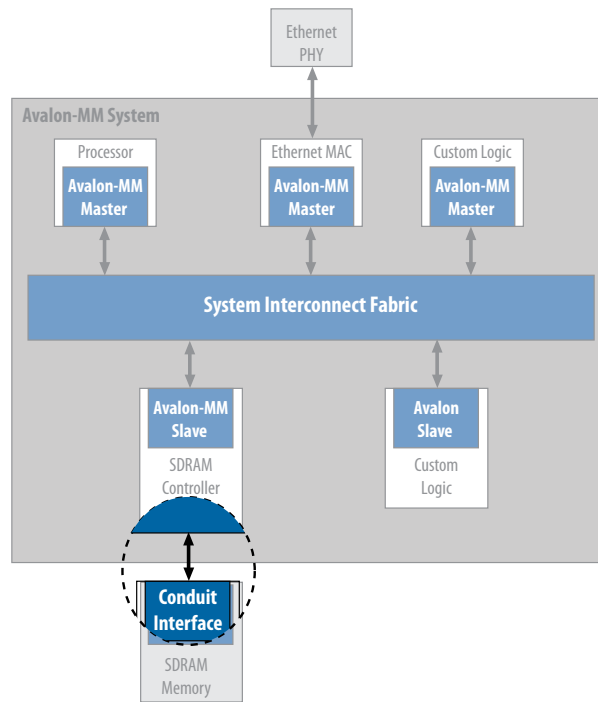 Ethernet
PHY
Avalon-MM System
Processor
Avalon-MM
Master
Ethernet MAC
Avalon-MM
Master
Custom Logic
Avalon-MM
Master
System Interconnect Fabric
Avalon-MM
Slave
SDRAM
Controller
Avalon
Slave
Custom
Logic
Conduit
Interface
SDRAM
Memory